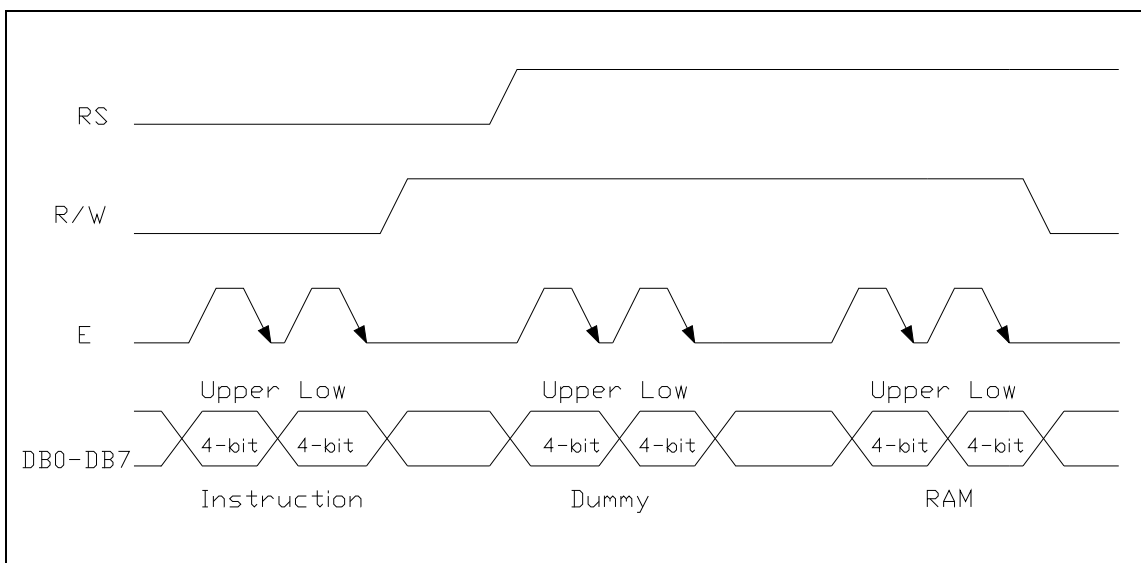 RS
R/W
E
Upper Low Upper Low Upper Low
DB0-DB7 4-bit 4-bit 4-bit 4-bit 4-bit 4-bit
Instruction Dummy RAM